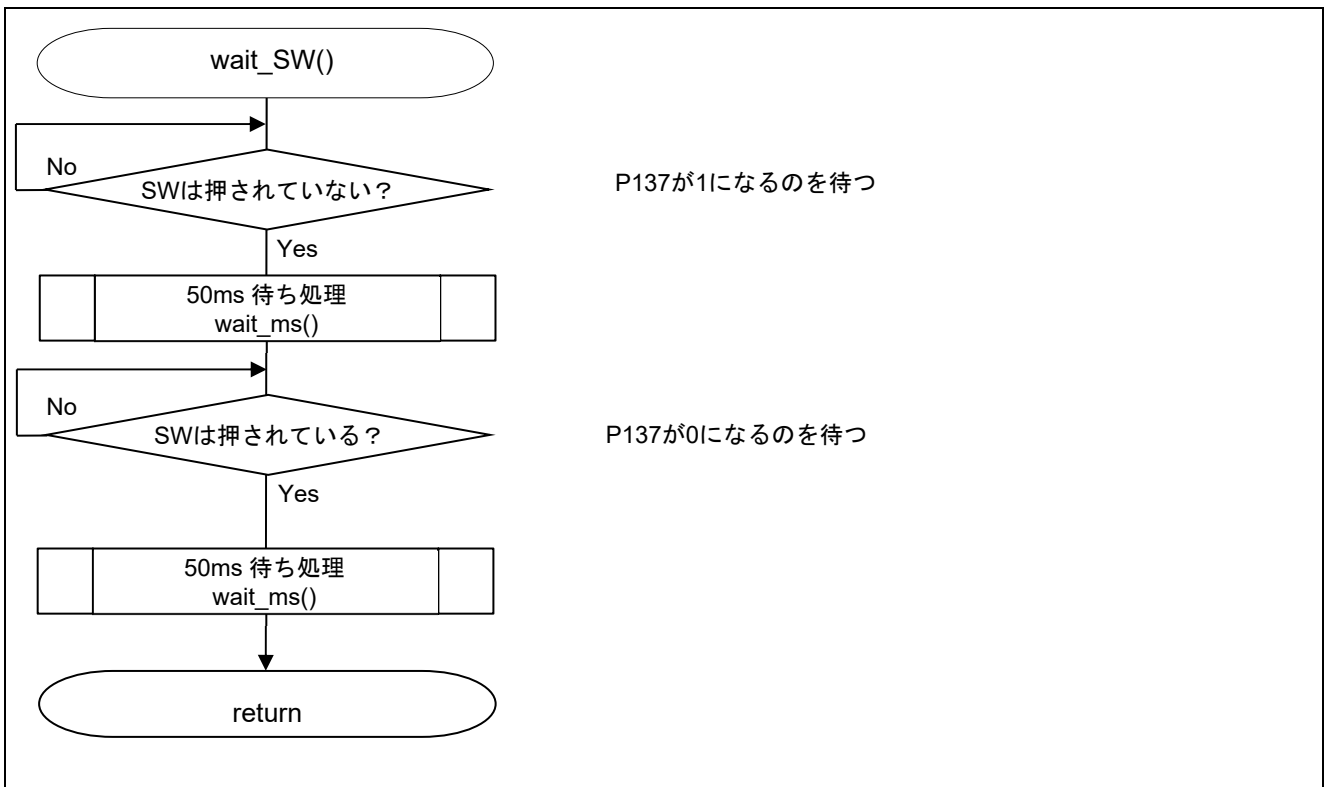 wait_SW()
No
SWは押されていない？
P137が1になるのを待つ
Yes
50ms 待ち処理
wait_ms()
No
SWは押されている？
P137が0になるのを待つ
Yes
50ms 待ち処理
wait_ms()
return